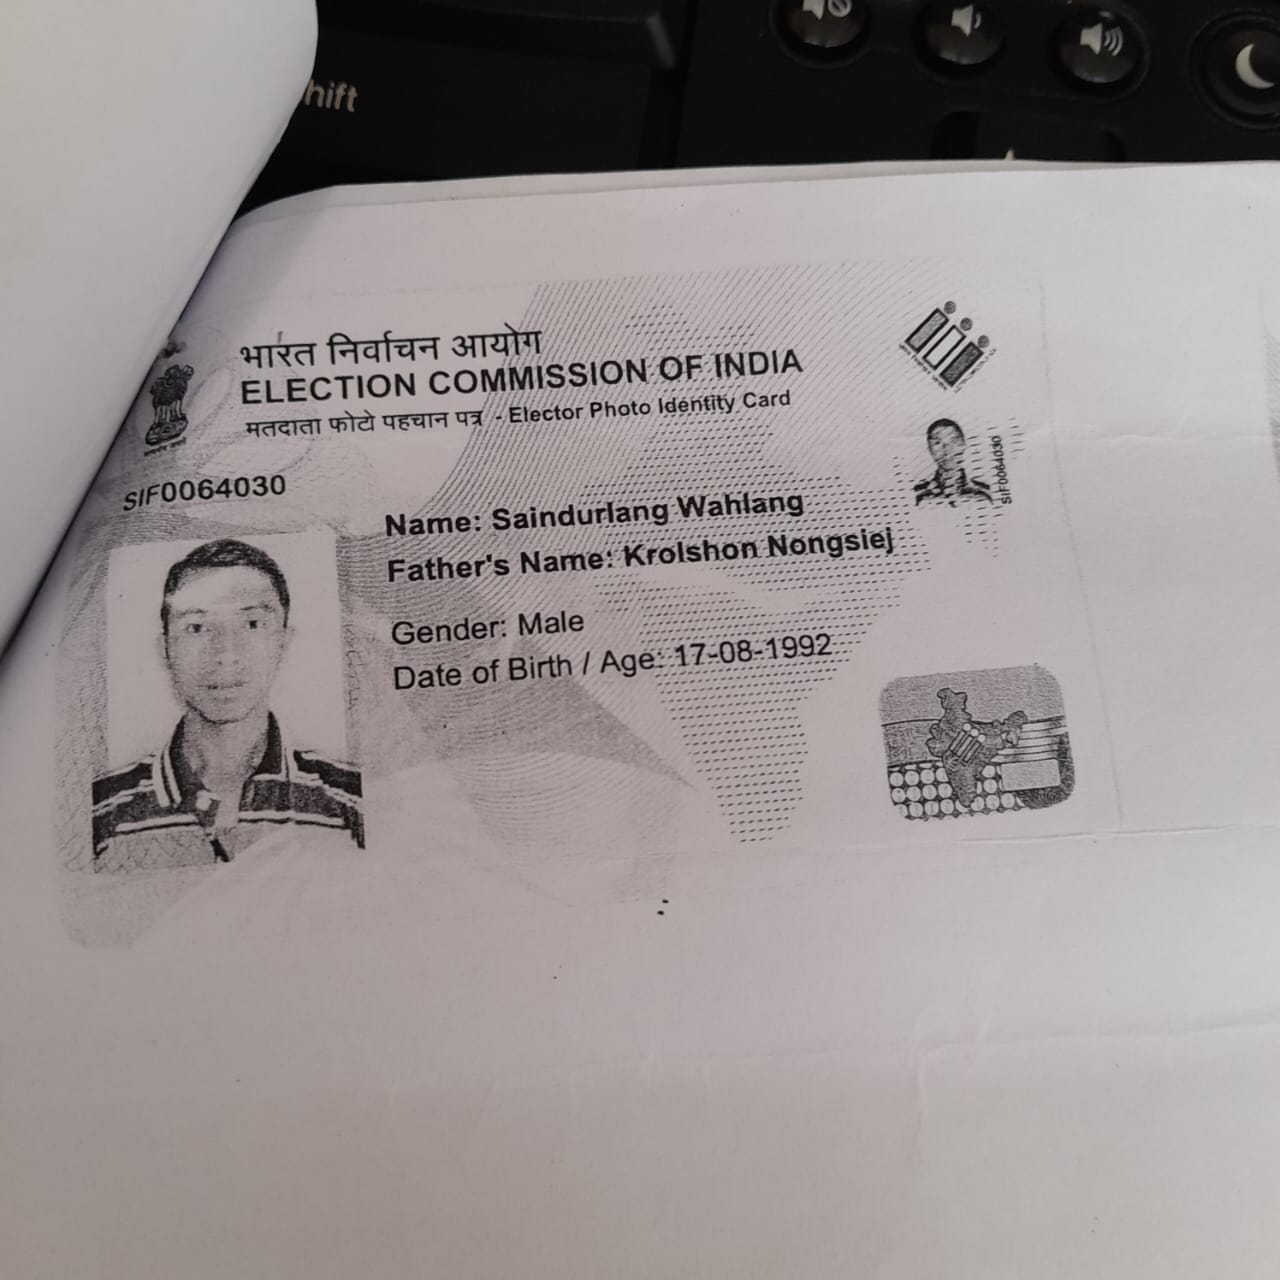 hift
भारत निर्वाचन आयोग
ELECTION COMMISSION OF INDIA
मतदाता फोटो पहचान पत्र - Elector Photo Identity Card
SIF0064030
SIF0064030
Name: Saindurlang Wahlang
Father's Name: Krolshon Nongsiej
Gender: Male
Date of Birth / Age: 17-08-1992